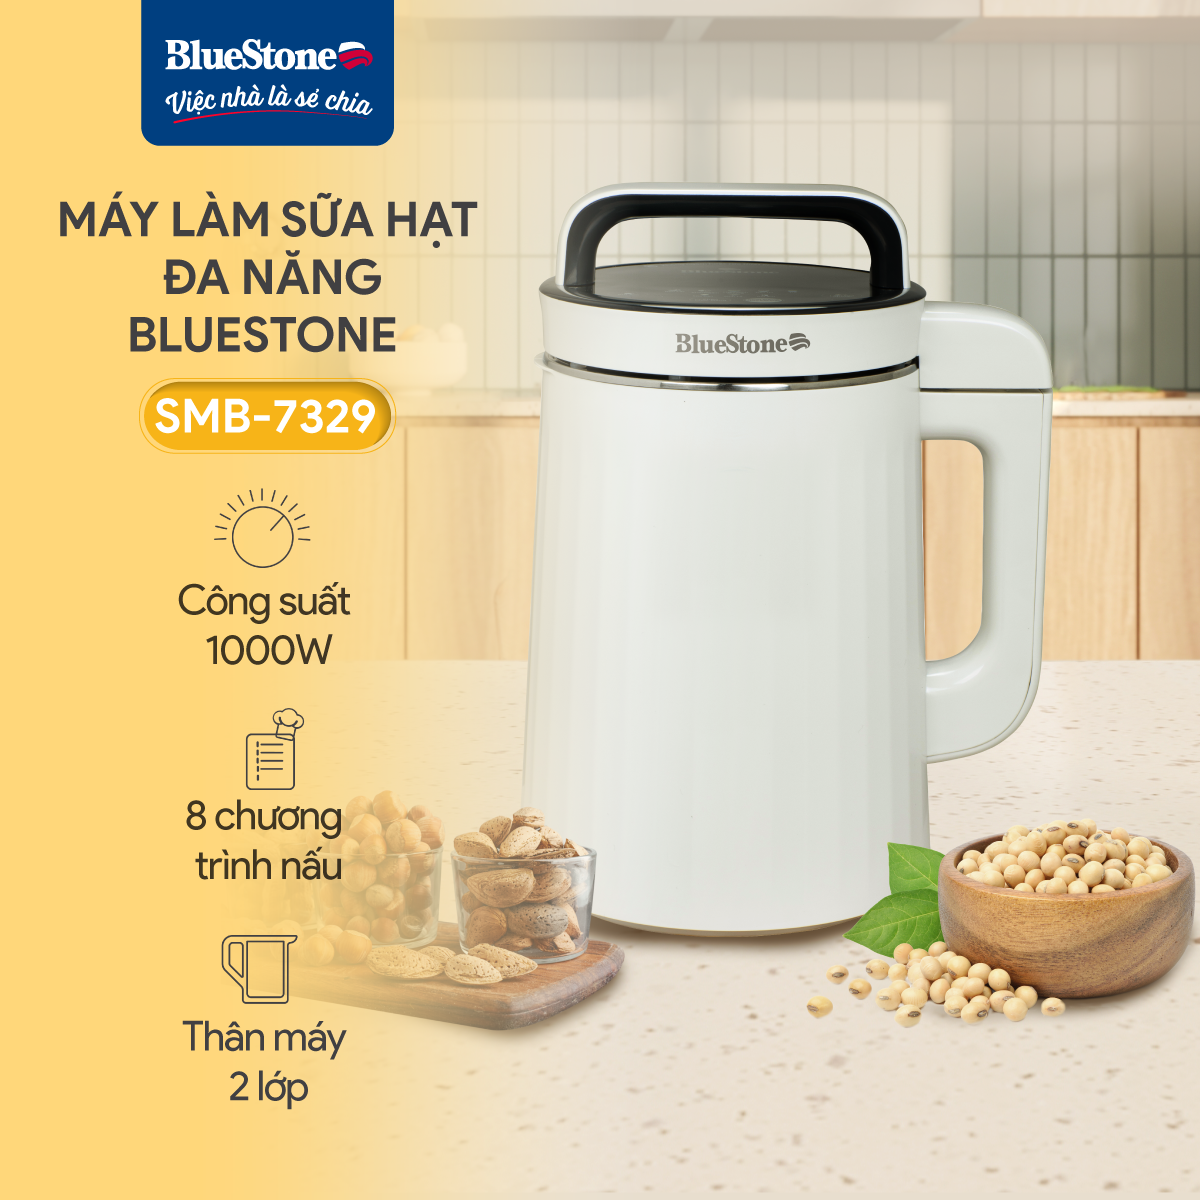 BlueStone
Việc nhà là sẻ chia
MÁY LÀM SỮA HẠT
ĐA NĂNG
BLUESTONE
SMB-7329
BlueStone
Công suất
1000W
8 chương
trình nấu
Thân máy
2 lớp